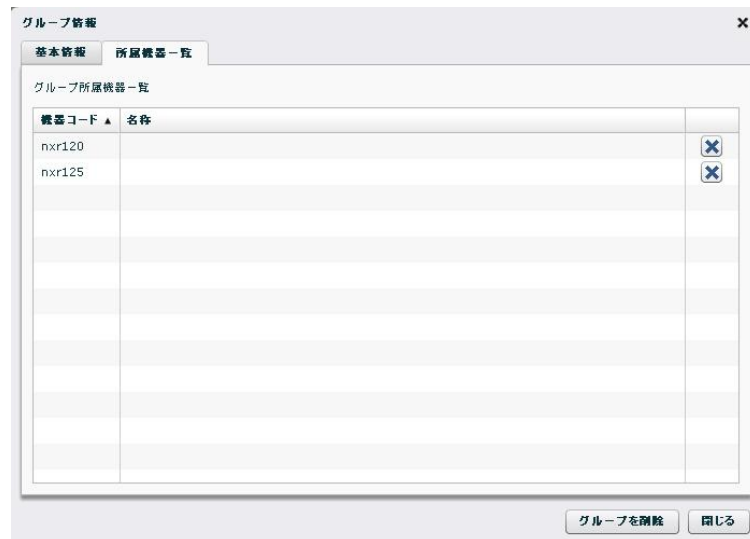 グループ情報
基本情報 所属機器一覧
グループ所属機器一覧
機器コード ▲ 名称
nxr120
nxr125
グループを削除 閉じる